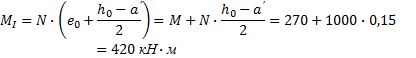 M_I = N · (e_0 + (h_0 − a′)/2) = M + N · (h_0 − a′)/2 = 270 + 1000 · 0,15
= 420 кН · м